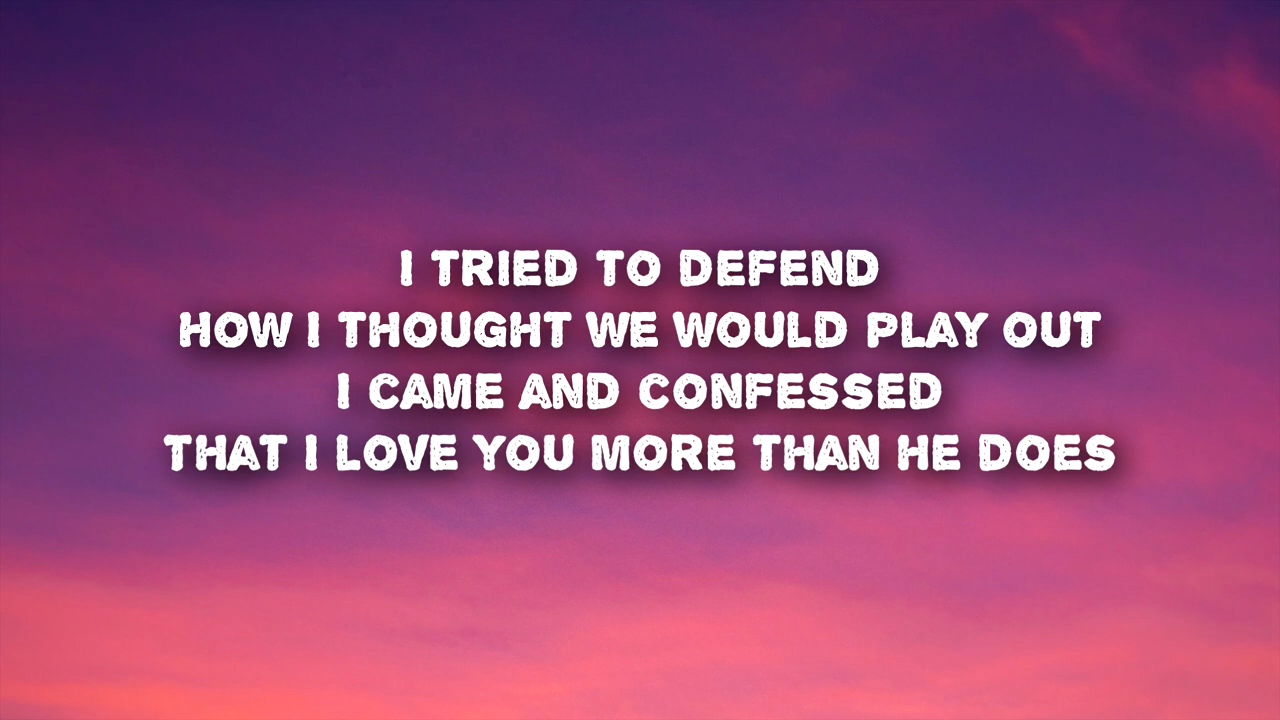 I TRIED TO DEFEND
HOW I THOUGHT WE WOULD PLAY OUT
I CAME AND CONFESSED
THAT I LOVE YOU MORE THAN HE DOES